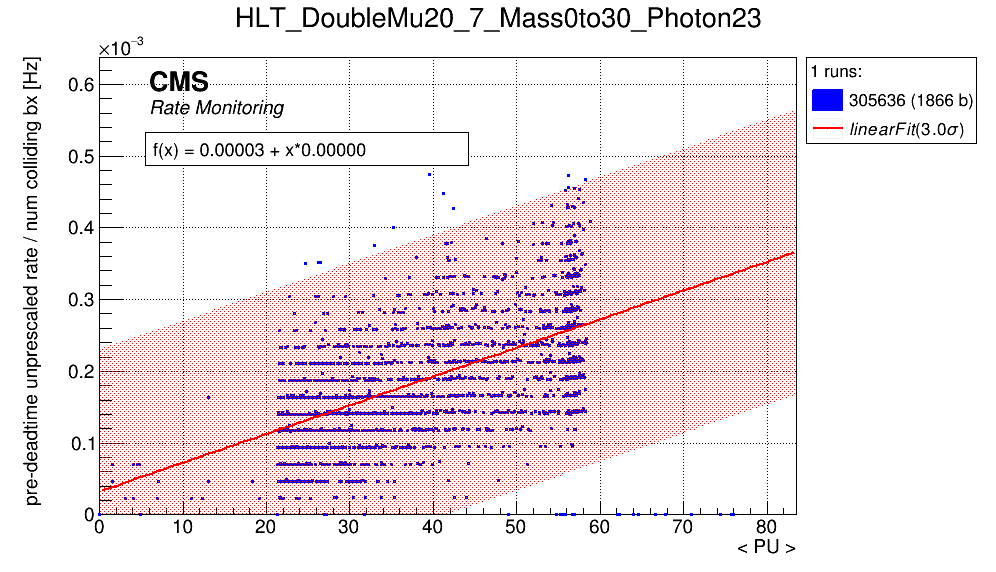 HLT_DoubleMu20_7_Mass0to30_Photon23
×10⁻³
pre-deadtime unprescaled rate / num colliding bx [Hz]
CMS
Rate Monitoring
f(x) = 0.00003 + x*0.00000
1 runs:
305636 (1866 b)
linearFit(3.0σ)
0.6
0.5
0.4
0.3
0.2
0.1
0
0 10 20 30 40 50 60 70 80
< PU >